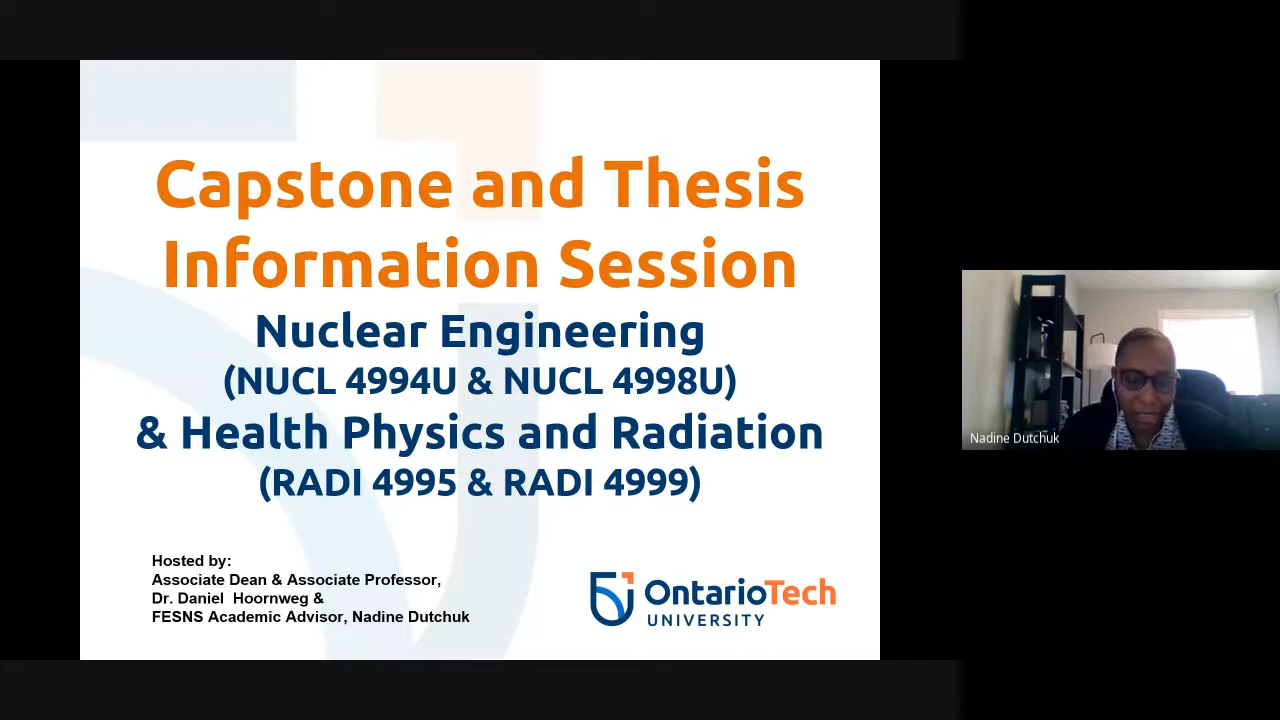 Capstone and Thesis
Information Session
Nuclear Engineering
(NUCL 4994U & NUCL 4998U)
& Health Physics and Radiation
(RADI 4995 & RADI 4999)
Hosted by:
Associate Dean & Associate Professor,
Dr. Daniel Hoornweg &
FESNS Academic Advisor, Nadine Dutchuk
OntarioTech
UNIVERSITY
Nadine Dutchuk